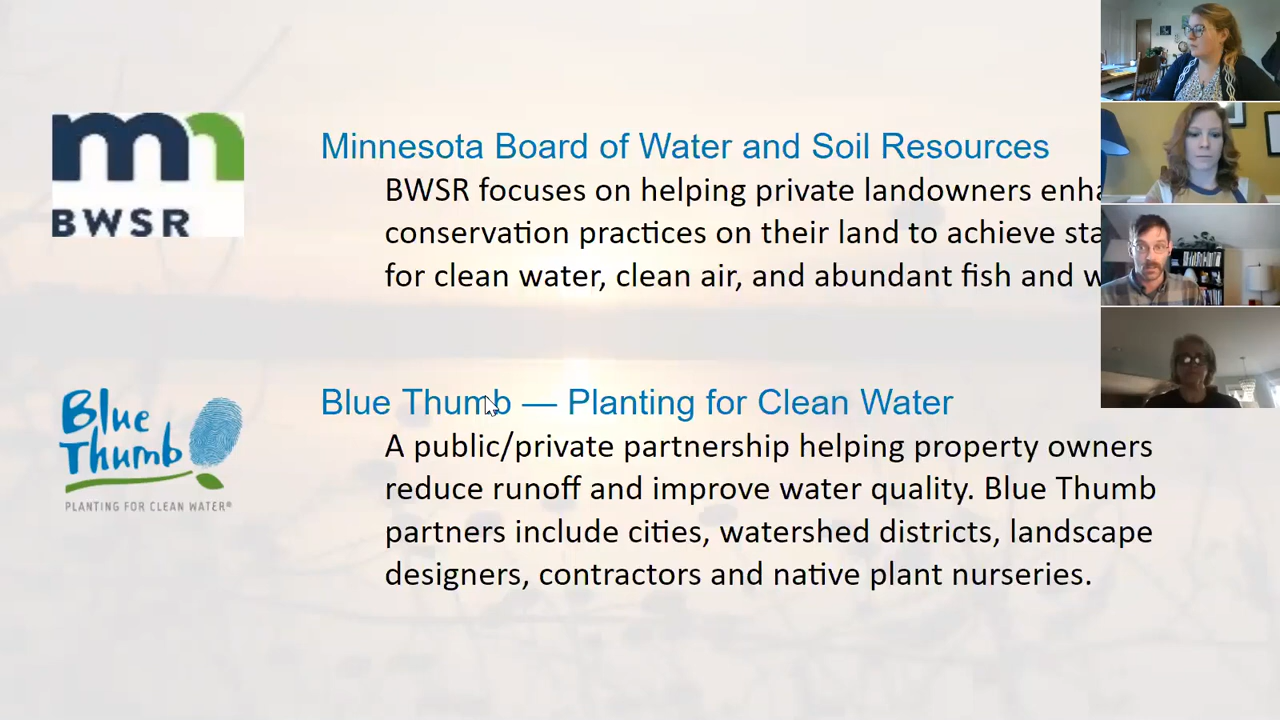 mn
BWSR
Minnesota Board of Water and Soil Resources
BWSR focuses on helping private landowners
conservation practices on their land to achieve
for clean water, clean air, and abundant fish and
Blue
Thumb
PLANTING FOR CLEAN WATER®
Blue Thumb — Planting for Clean Water
A public/private partnership helping property owners
reduce runoff and improve water quality. Blue Thumb
partners include cities, watershed districts, landscape
designers, contractors and native plant nurseries.